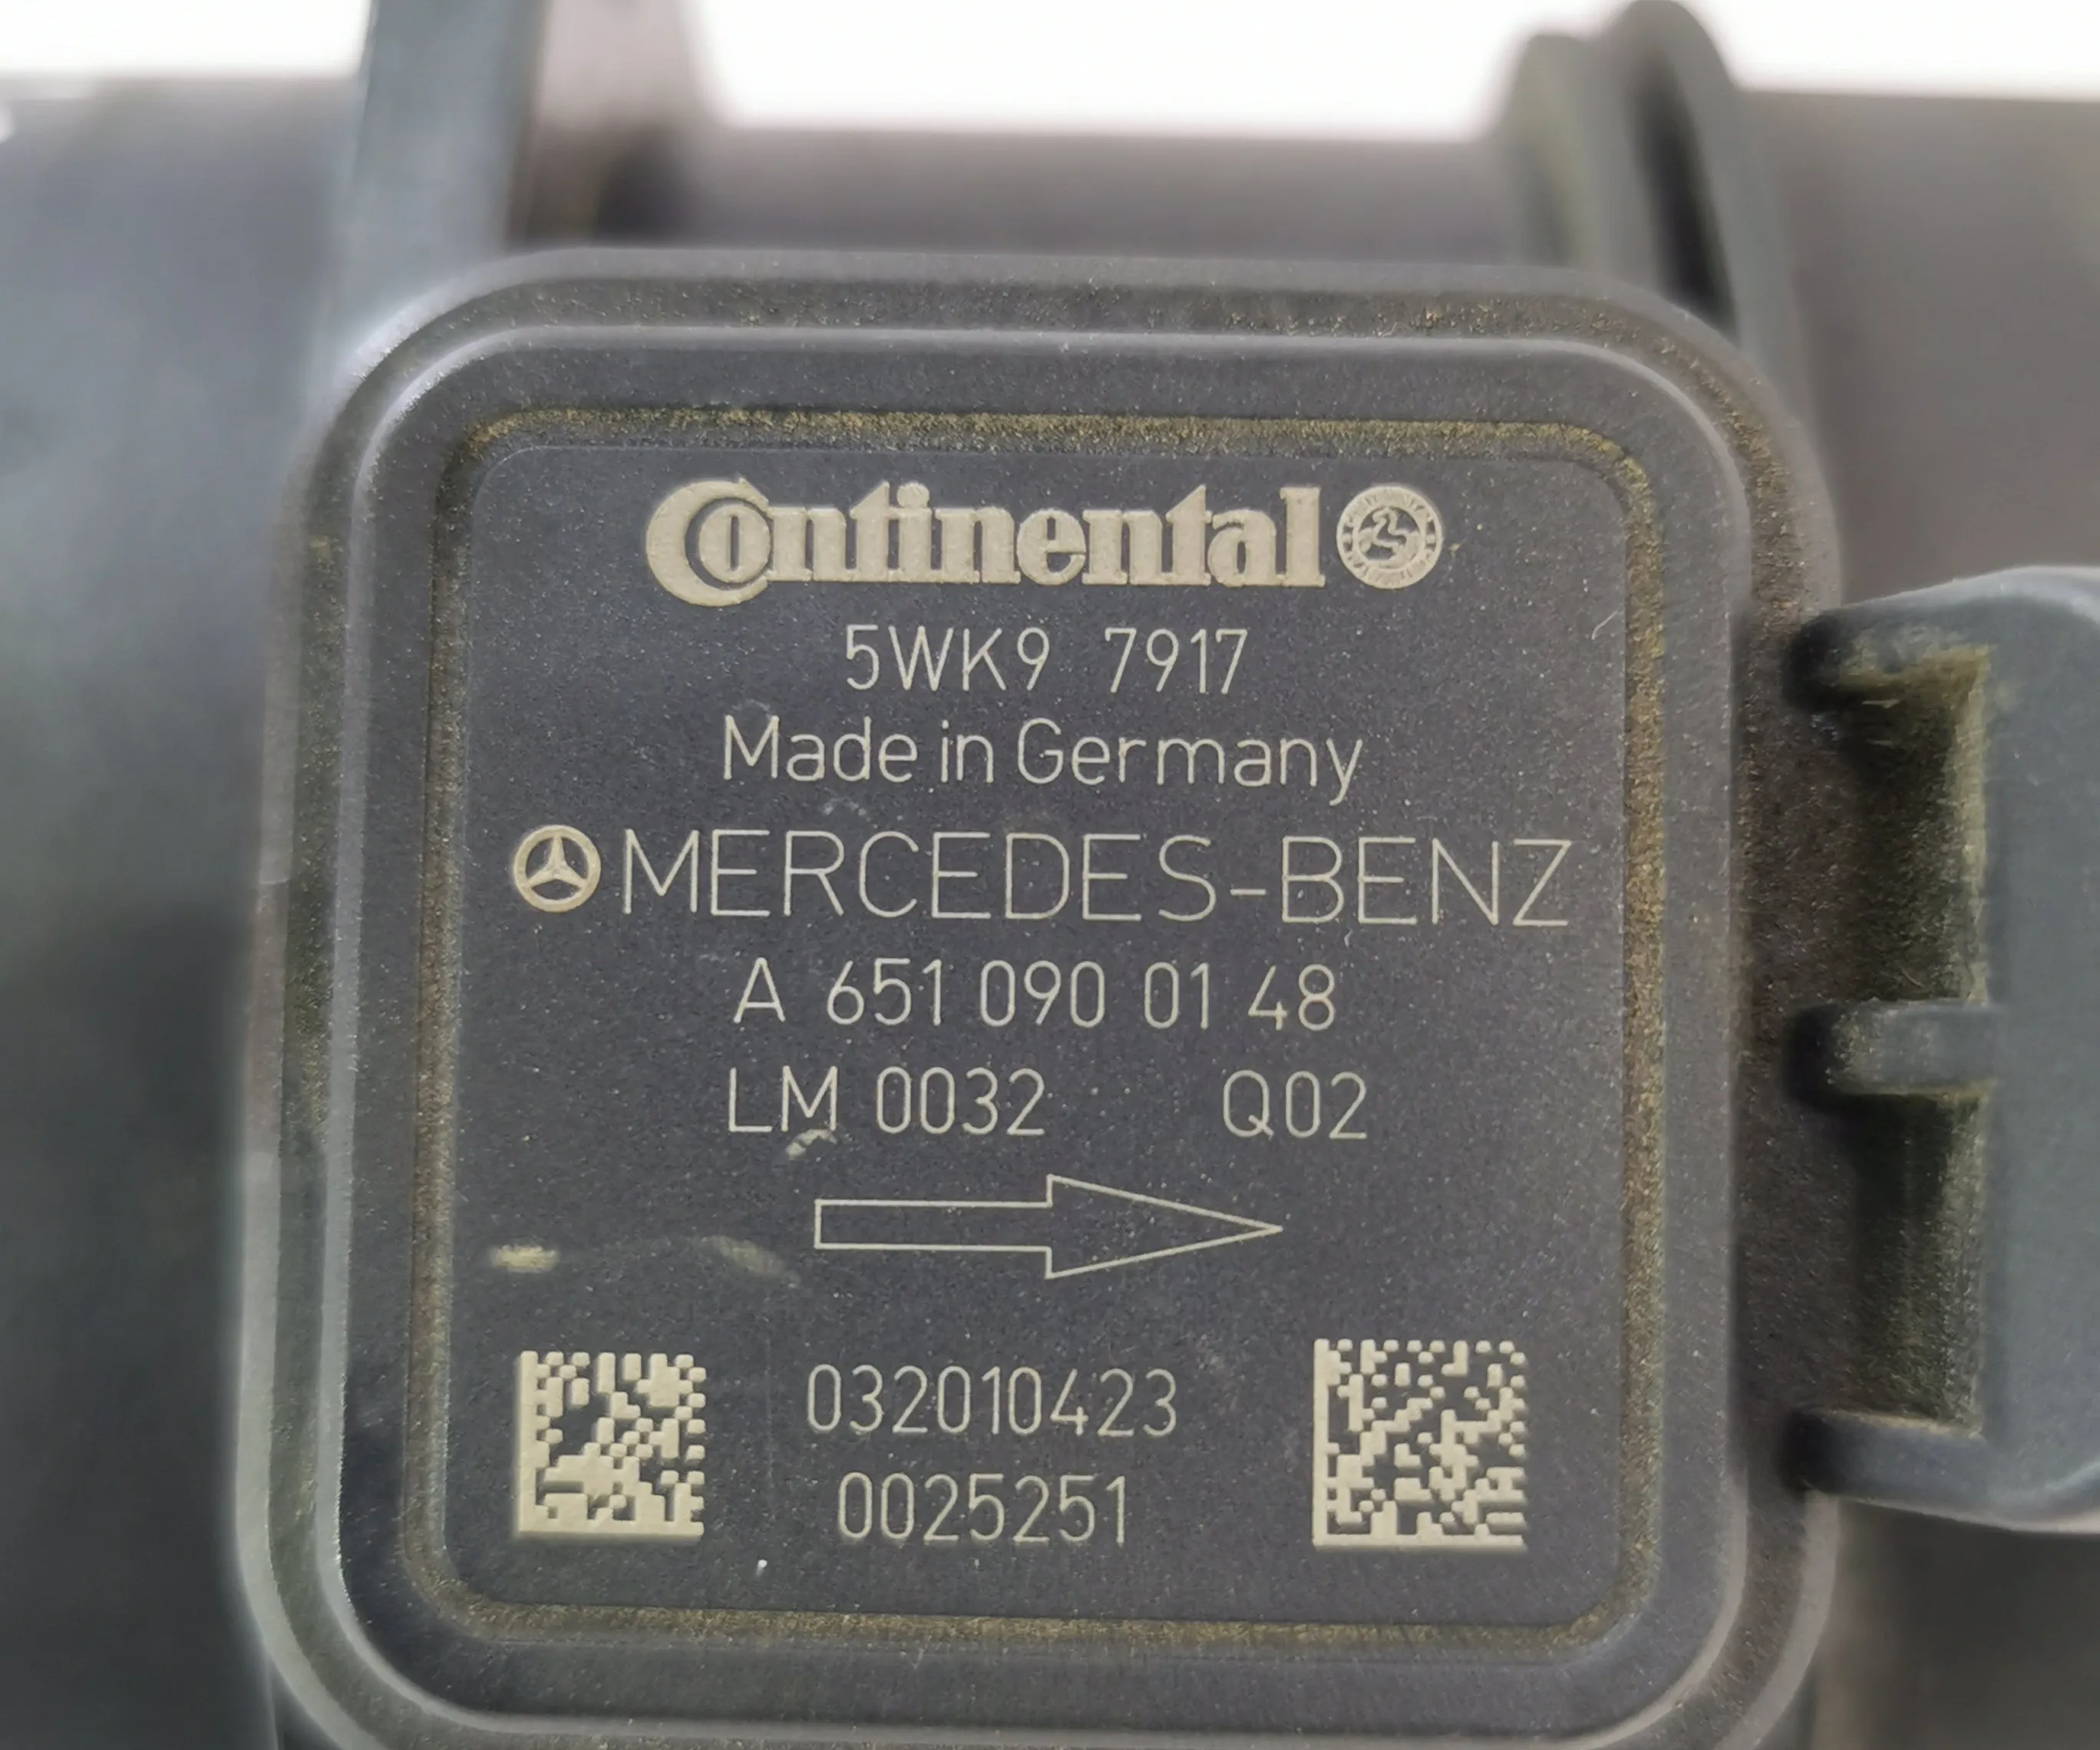 Continental
5WK9 7917
Made in Germany
MERCEDES-BENZ
A 651 090 01 48
LM 0032 Q02
032010423
0025251